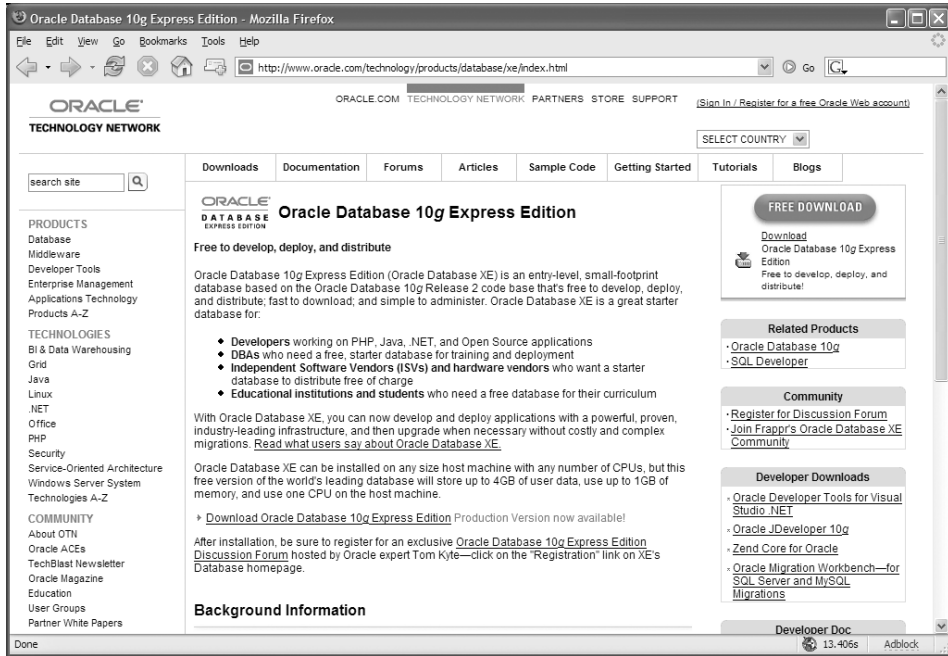 Oracle Database 10g Express Edition - Mozilla Firefox
File Edit View Go Bookmarks Tools Help
http://www.oracle.com/technology/products/database/xe/index.html
Go
G
ORACLE
TECHNOLOGY NETWORK
ORACLE.COM TECHNOLOGY NETWORK PARTNERS STORE SUPPORT
(Sign In / Register for a free Oracle Web account)
SELECT COUNTRY
Downloads Documentation Forums Articles Sample Code Getting Started Tutorials Blogs
search site
PRODUCTS
Database
Middleware
Developer Tools
Enterprise Management
Applications Technology
Products A-Z
TECHNOLOGIES
BI & Data Warehousing
Grid
Java
Linux
.NET
Office
PHP
Security
Service-Oriented Architecture
Windows Server System
Technologies A-Z
COMMUNITY
About OTN
Oracle ACEs
TechBlast Newsletter
Oracle Magazine
Education
User Groups
Partner White Papers
ORACLE
DATABASE
EXPRESS EDITION
Oracle Database 10g Express Edition
Free to develop, deploy, and distribute
Oracle Database 10g Express Edition (Oracle Database XE) is an entry-level, small-footprint
database based on the Oracle Database 10g Release 2 code base that's free to develop, deploy,
and distribute; fast to download; and simple to administer. Oracle Database XE is a great starter
database for:
Developers working on PHP, Java, .NET, and Open Source applications
DBAs who need a free, starter database for training and deployment
Independent Software Vendors (ISVs) and hardware vendors who want a starter
database to distribute free of charge
Educational institutions and students who need a free database for their curriculum
With Oracle Database XE, you can now develop and deploy applications with a powerful, proven,
industry-leading infrastructure, and then upgrade when necessary without costly and complex
migrations. Read what users say about Oracle Database XE.
Oracle Database XE can be installed on any size host machine with any number of CPUs, but this
free version of the world's leading database will store up to 4GB of user data, use up to 1GB of
memory, and use one CPU on the host machine.
Download Oracle Database 10g Express Edition Production Version now available!
After installation, be sure to register for an exclusive Oracle Database 10g Express Edition
Discussion Forum hosted by Oracle expert Tom Kyte—click on the "Registration" link on XE's
Database homepage.
Background Information
FREE DOWNLOAD
Download
Oracle Database 10g Express
Edition
Free to develop, deploy, and
distribute!
Related Products
Oracle Database 10g
SQL Developer
Community
Register for Discussion Forum
Join Frappr's Oracle Database XE
Community
Developer Downloads
Oracle Developer Tools for Visual
Studio .NET
Oracle JDeveloper 10g
Zend Core for Oracle
Oracle Migration Workbench—for
SQL Server and MySQL
Migrations
Developer Doc
Done
13.406s
Adblock